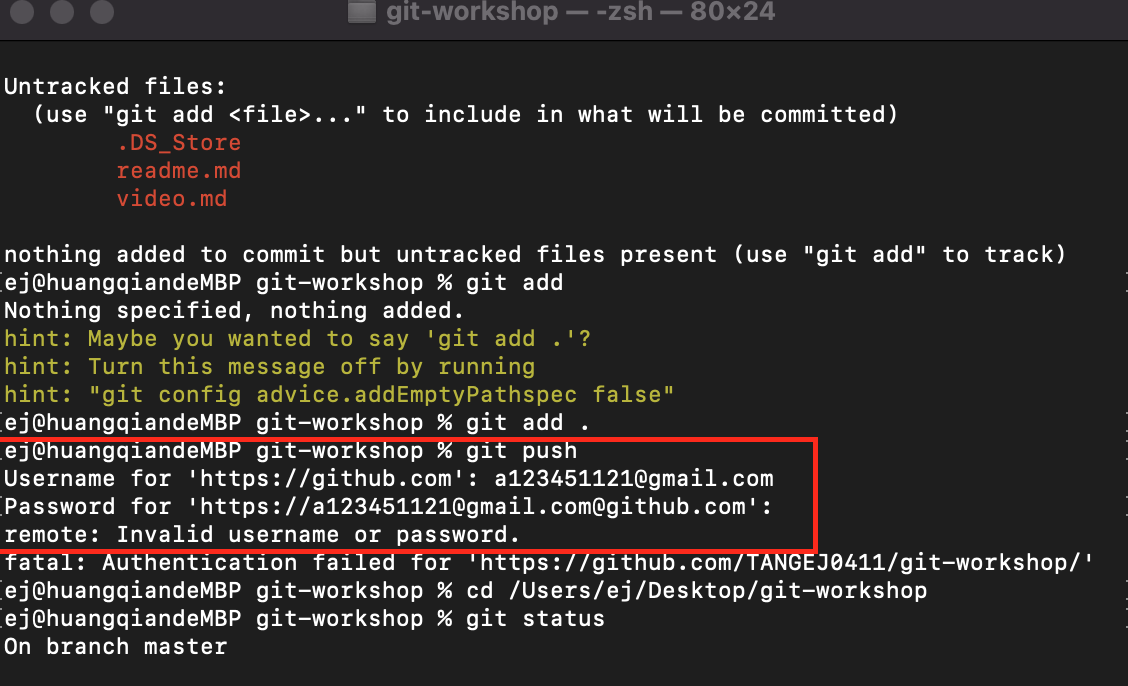 git-workshop — -zsh — 80×24
Untracked files:
(use "git add <file>..." to include in what will be committed)
.DS_Store
readme.md
video.md
nothing added to commit but untracked files present (use "git add" to track)
[ej@huangqiandeMBP git-workshop % git add
Nothing specified, nothing added.
hint: Maybe you wanted to say 'git add .'?
hint: Turn this message off by running
hint: "git config advice.addEmptyPathspec false"
[ej@huangqiandeMBP git-workshop % git add .
[ej@huangqiandeMBP git-workshop % git push
Username for 'https://github.com': a123451121@gmail.com
[Password for 'https://a123451121@gmail.com@github.com':
remote: Invalid username or password.
fatal: Authentication failed for 'https://github.com/TANGEJ0411/git-workshop/'
[ej@huangqiandeMBP git-workshop % cd /Users/ej/Desktop/git-workshop
[ej@huangqiandeMBP git-workshop % git status
On branch master